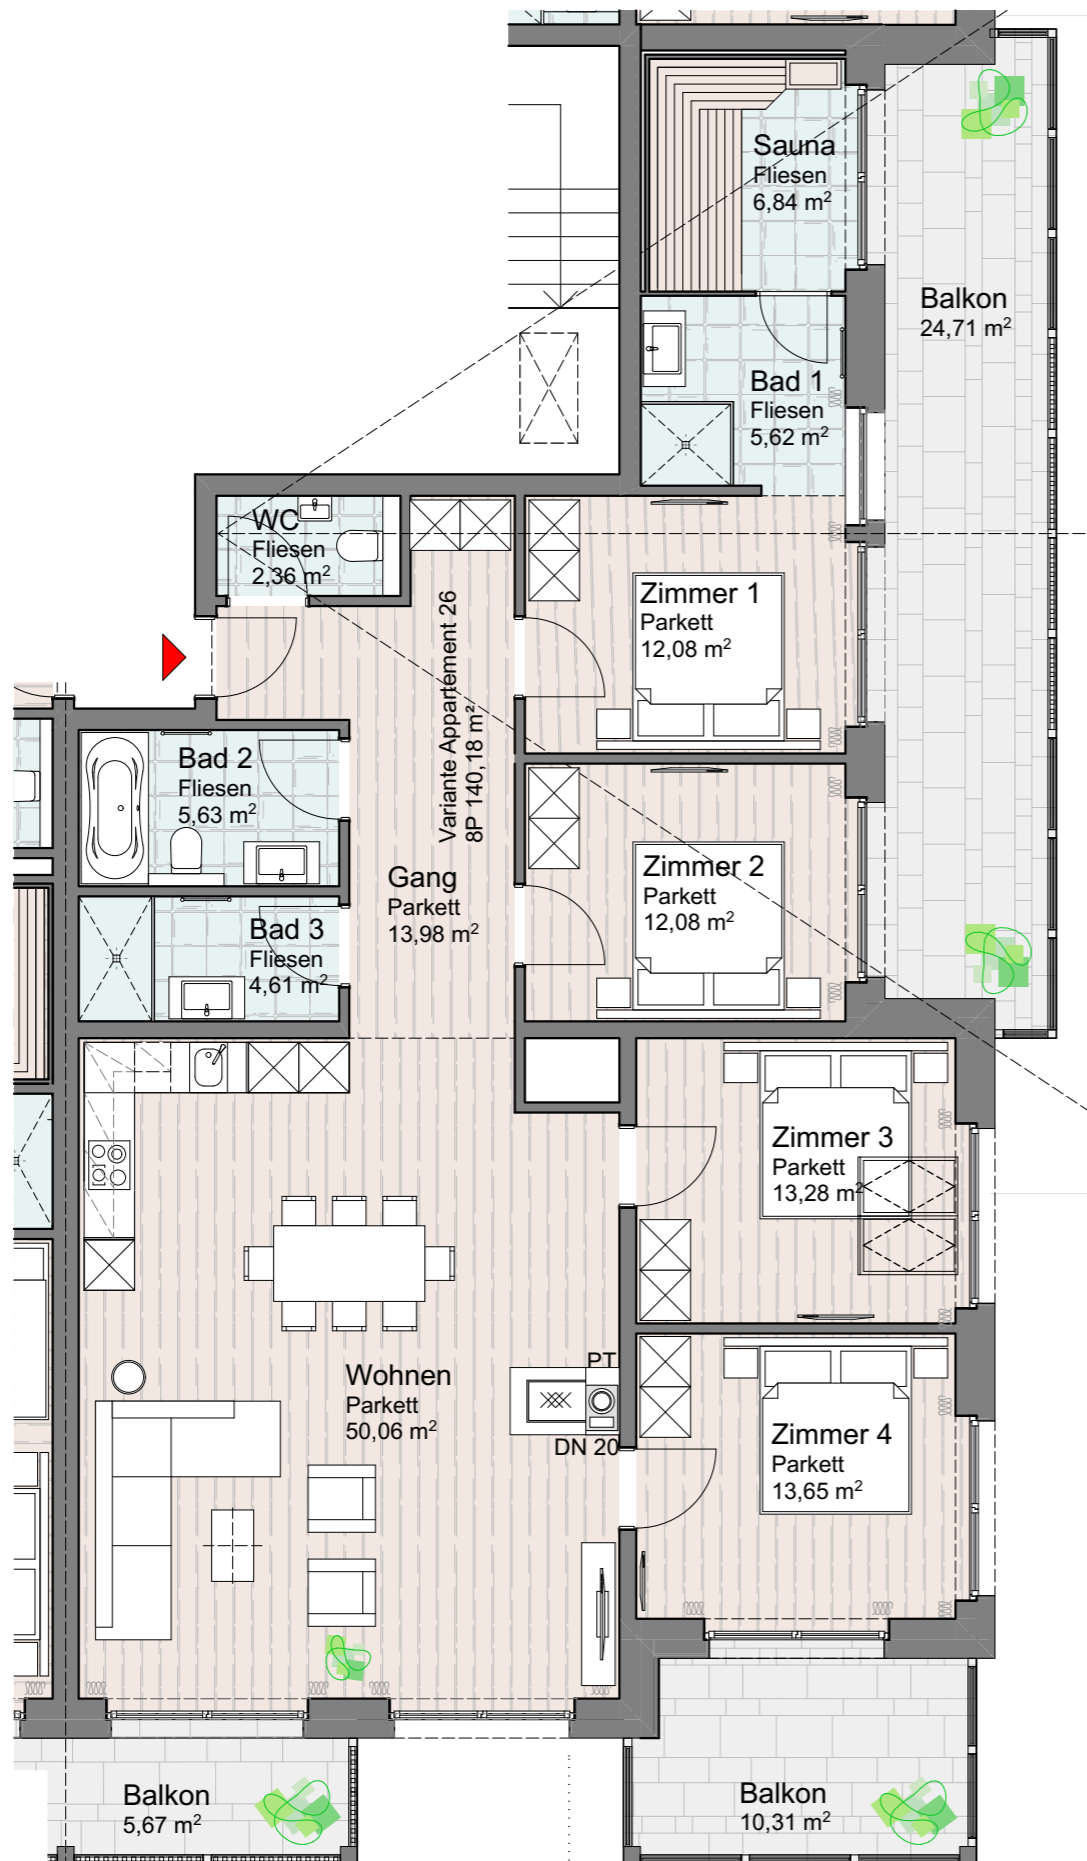 Sauna
Fliesen
6,84 m²
Balkon
24,71 m²
Bad 1
Fliesen
5,62 m²
WC
Fliesen
2,36 m²
Zimmer 1
Parkett
12,08 m²
Variante Appartement 26
8P 140,18 m²
Bad 2
Fliesen
5,63 m²
Zimmer 2
Parkett
12,08 m²
Gang
Parkett
13,98 m²
Bad 3
Fliesen
4,61 m²
Zimmer 3
Parkett
13,28 m²
Wohnen
Parkett
50,06 m²
PT
DN 20
Zimmer 4
Parkett
13,65 m²
Balkon
5,67 m²
Balkon
10,31 m²